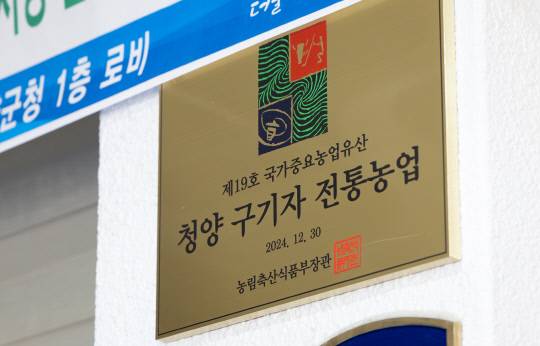 군청 1층 로비
제19호 국가중요농업유산
청양 구기자 전통농업
2024. 12. 30
농림축산식품부장관